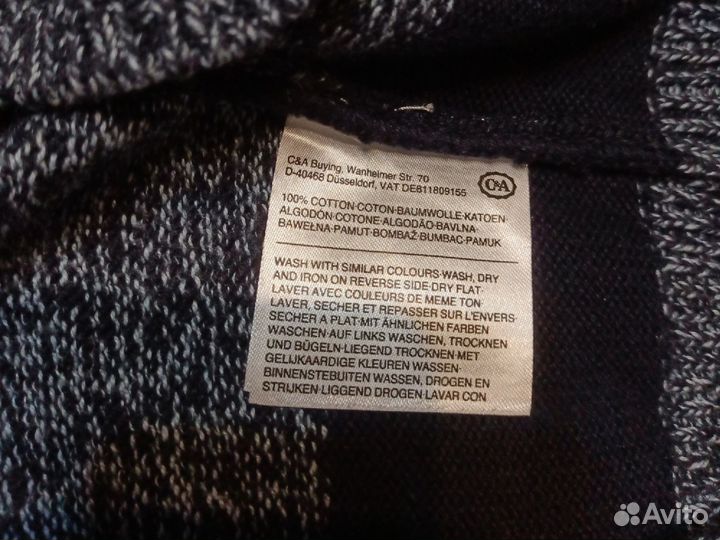 C&A Buying, Wanheimer Str. 70
D-40468 Düsseldorf, VAT DE811809155
C&A
100% COTTON·COTON·BAUMWOLLE·KATOEN·
ALGODÓN·COTONE·ALGODÃO·BAVLNA·
BAWEŁNA·PAMUT·BOMBAŽ·BUMBAC·PAMUK
WASH WITH SIMILAR COLOURS·WASH, DRY
AND IRON ON REVERSE SIDE·DRY FLAT·
LAVER AVEC COULEURS DE MEME TON·
LAVER, SECHER ET REPASSER SUR L'ENVERS·
SECHER A PLAT·MIT ÄHNLICHEN FARBEN
WASCHEN·AUF LINKS WASCHEN, TROCKNEN
UND BÜGELN·LIEGEND TROCKNEN·MET
GELIJKAARDIGE KLEUREN WASSEN·
BINNENSTEBUITEN WASSEN, DROGEN EN
STRIJKEN·LIGGEND DROGEN·LAVAR CON
Avito